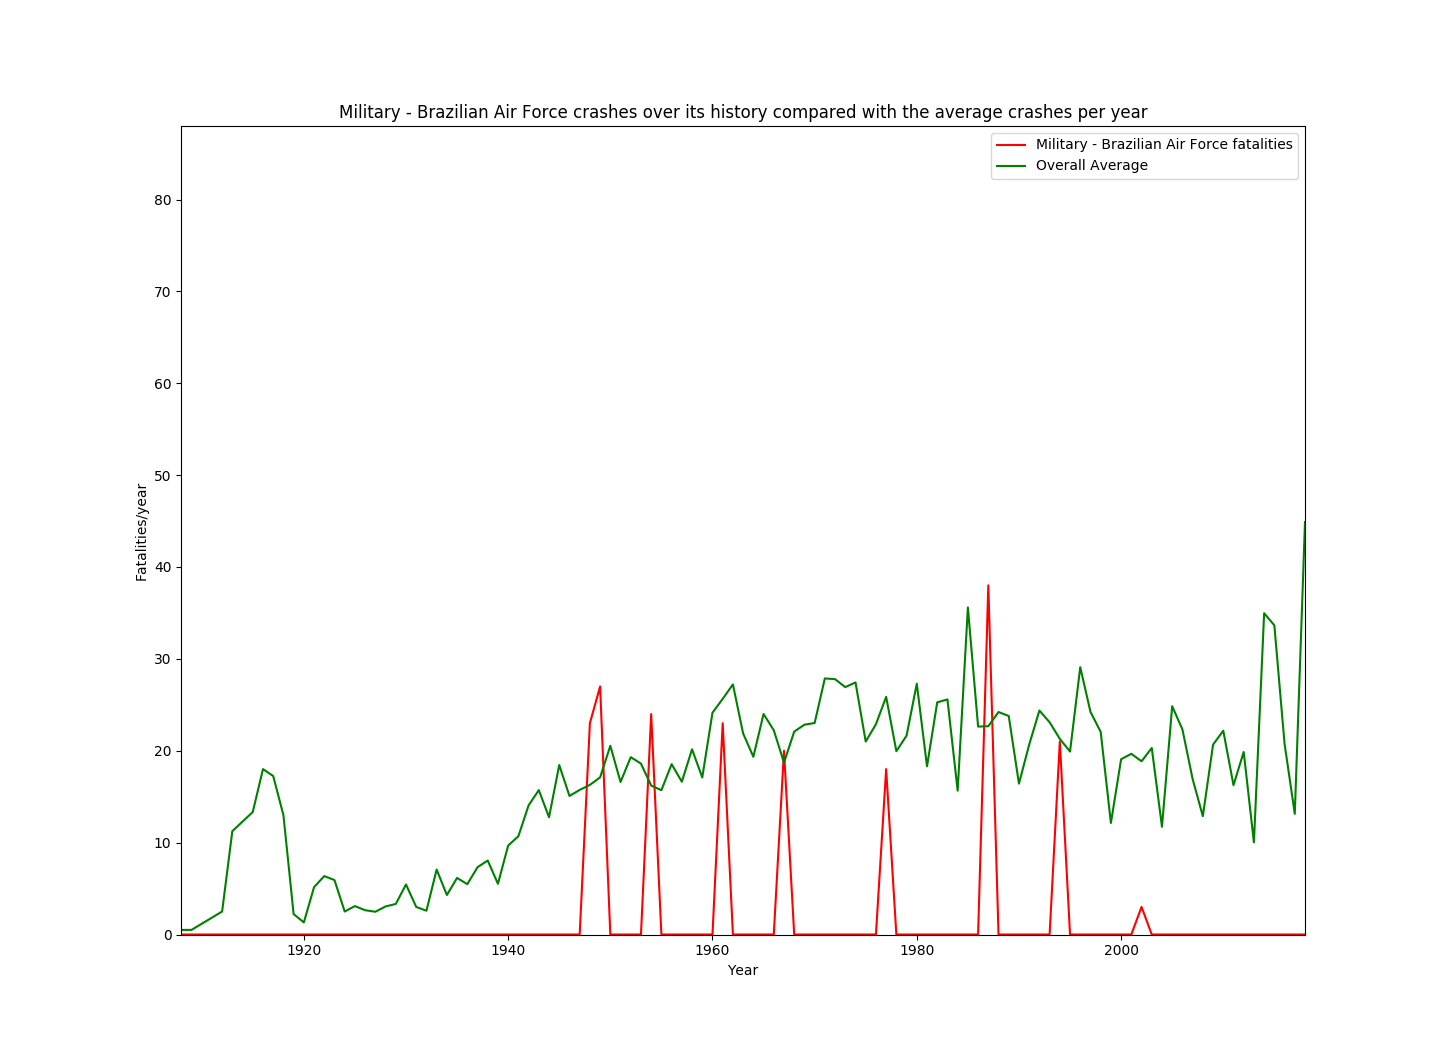 Military - Brazilian Air Force crashes over its history compared with the average crashes per year
Military - Brazilian Air Force fatalities
Overall Average
80
70
60
50
40
30
20
10
0
Fatalities/year
1920 1940 1960 1980 2000
Year